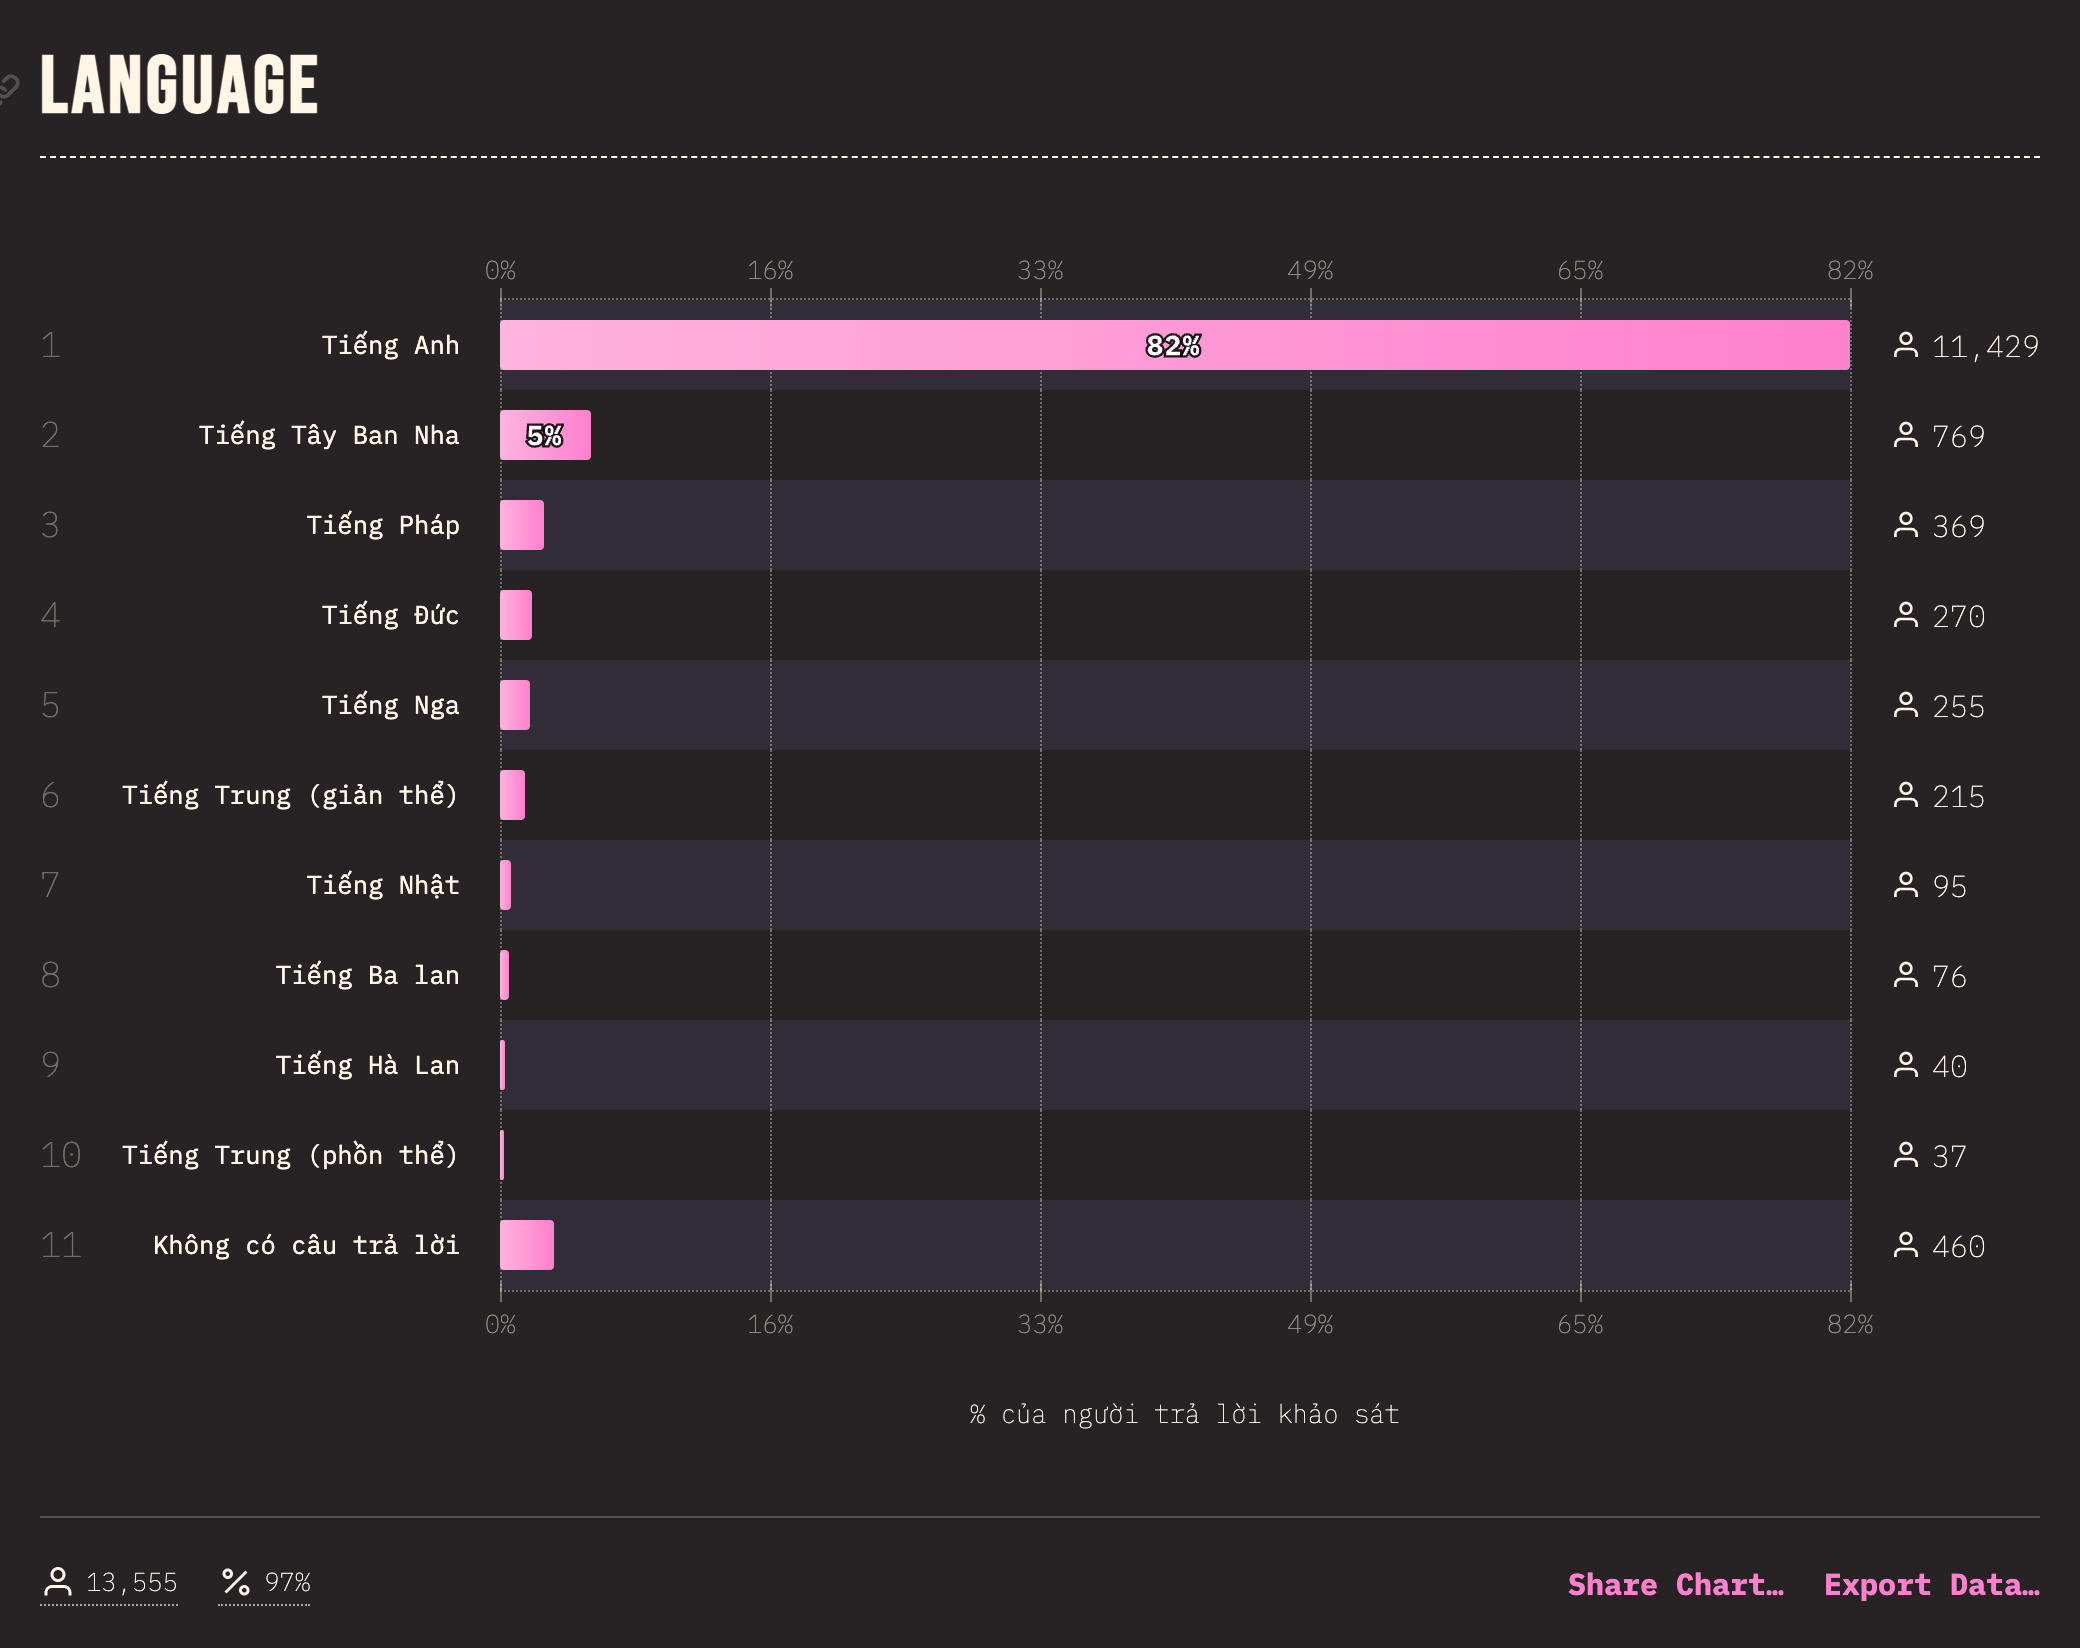 LANGUAGE
0% 16% 33% 49% 65% 82%
1 Tiếng Anh 82% 11,429
2 Tiếng Tây Ban Nha 5% 769
3 Tiếng Pháp 369
4 Tiếng Đức 270
5 Tiếng Nga 255
6 Tiếng Trung (giản thể) 215
7 Tiếng Nhật 95
8 Tiếng Ba lan 76
9 Tiếng Hà Lan 40
10 Tiếng Trung (phồn thể) 37
11 Không có câu trả lời 460
0% 16% 33% 49% 65% 82%
% của người trả lời khảo sát
13,555 % 97% Share Chart… Export Data…